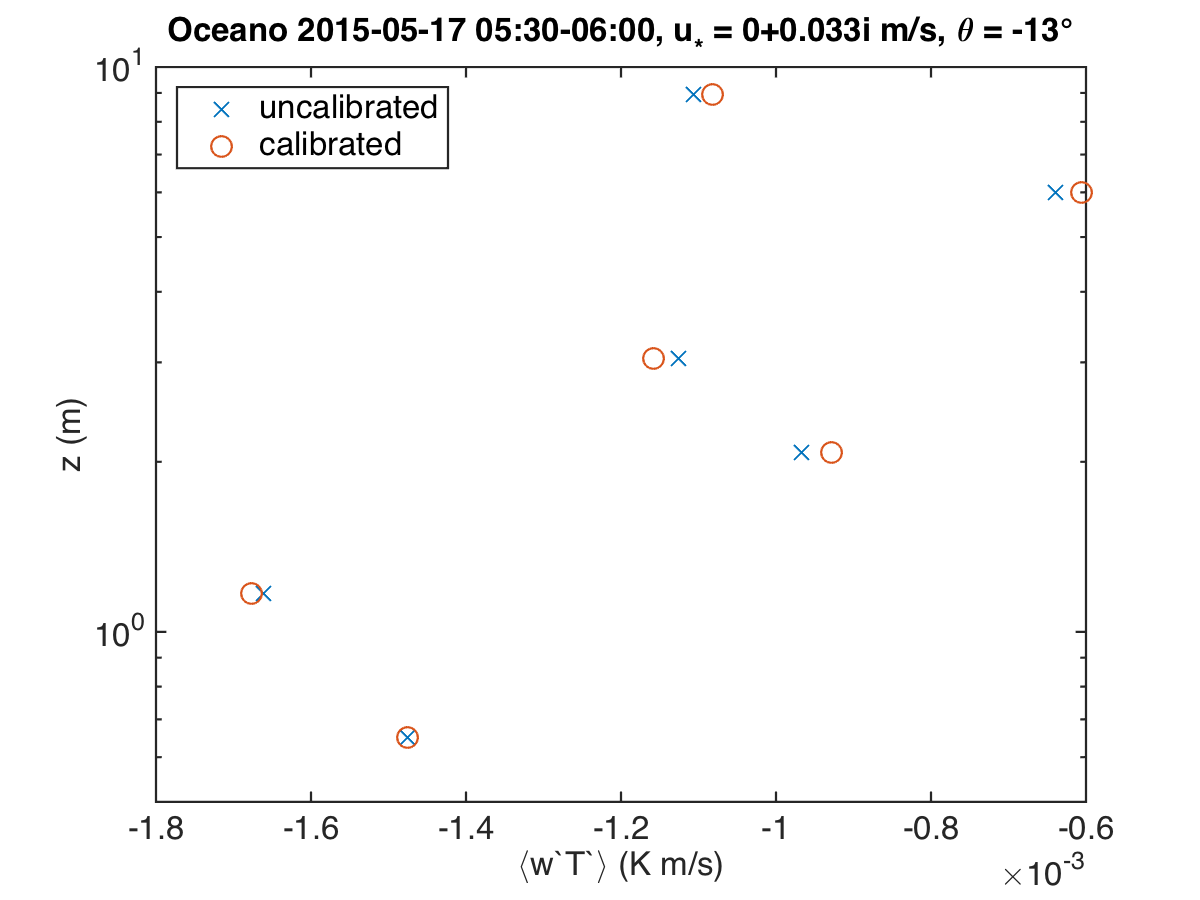 Oceano 2015-05-17 05:30-06:00, u* = 0+0.033i m/s, θ = -13°
10¹
uncalibrated
calibrated
z (m)
10⁰
-1.8 -1.6 -1.4 -1.2 -1 -0.8 -0.6
⟨w`T`⟩ (K m/s)
×10⁻³